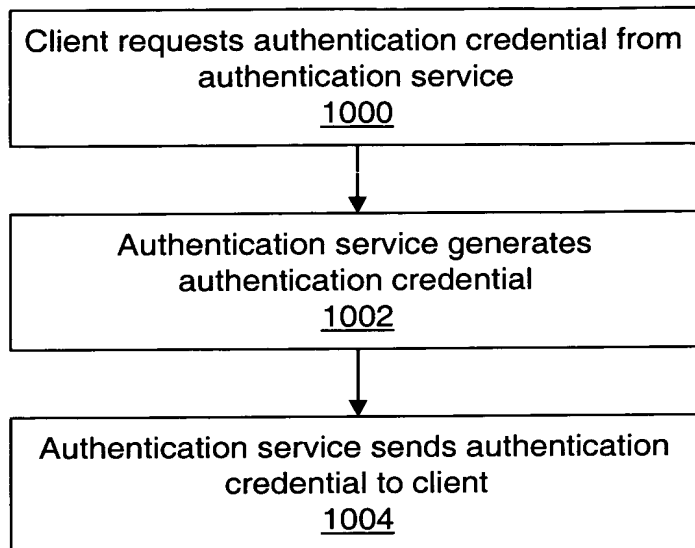 Client requests authentication credential from
authentication service
1000
Authentication service generates
authentication credential
1002
Authentication service sends authentication
credential to client
1004